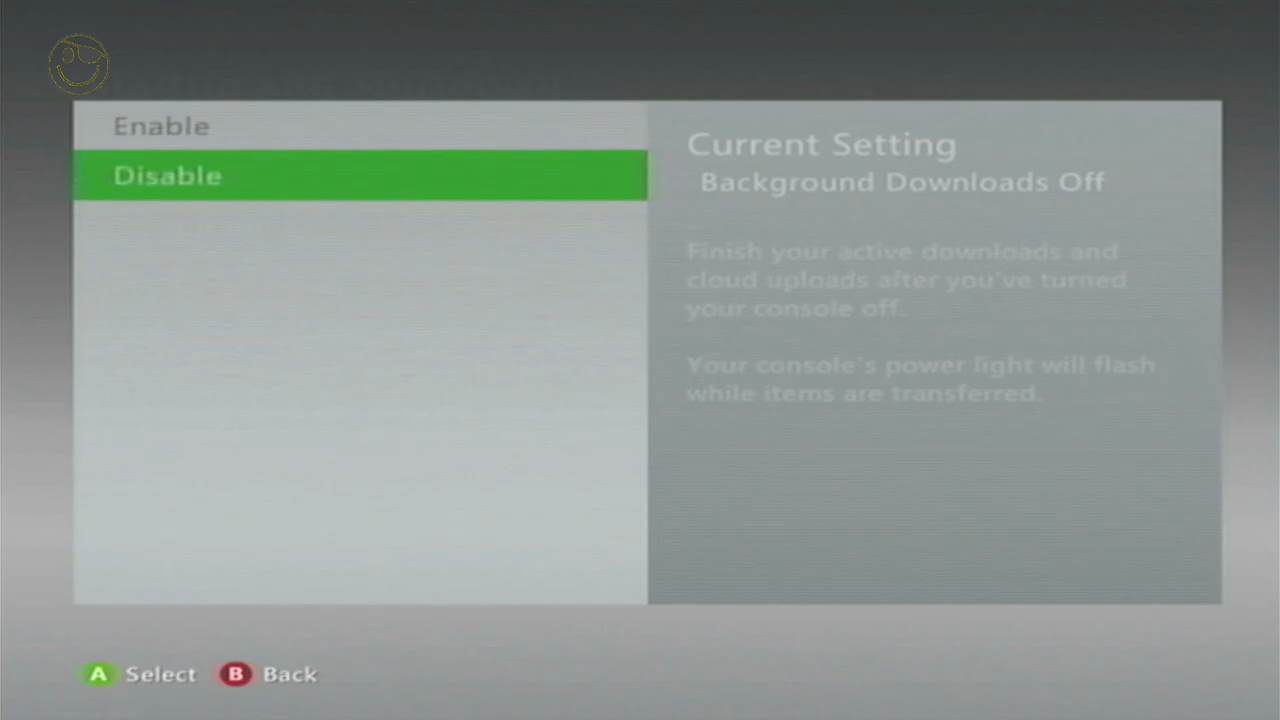 Enable
Disable
Current Setting
Background Downloads Off
Finish your active downloads and
cloud uploads after you've turned
your console off.
Your console's power light will flash
while items are transferred.
A Select B Back